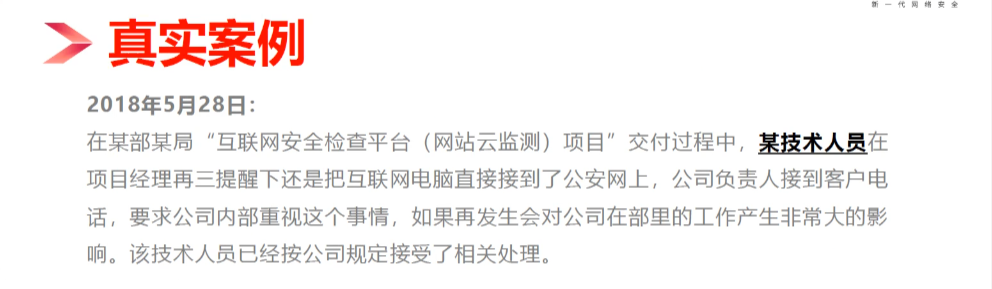 新一代网络安全
真实案例
2018年5月28日：
在某部某局“互联网安全检查平台（网站云监测）项目”交付过程中，某技术人员在
项目经理再三提醒下还是把互联网电脑直接接到了公安网上，公司负责人接到客户电
话，要求公司内部重视这个事情，如果再发生会对公司在部里的工作产生非常大的影
响。该技术人员已经按公司规定接受了相关处理。